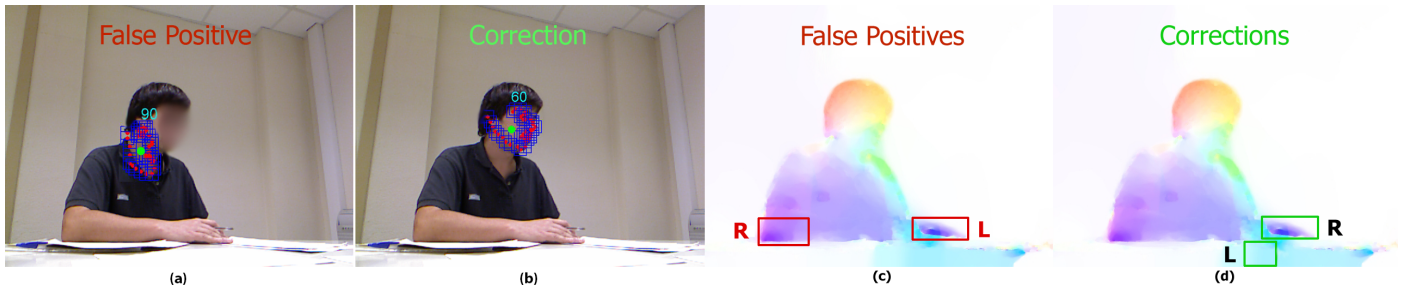 False Positive
90
(a)
Correction
60
(b)
False Positives
R
L
(c)
Corrections
R
L
(d)